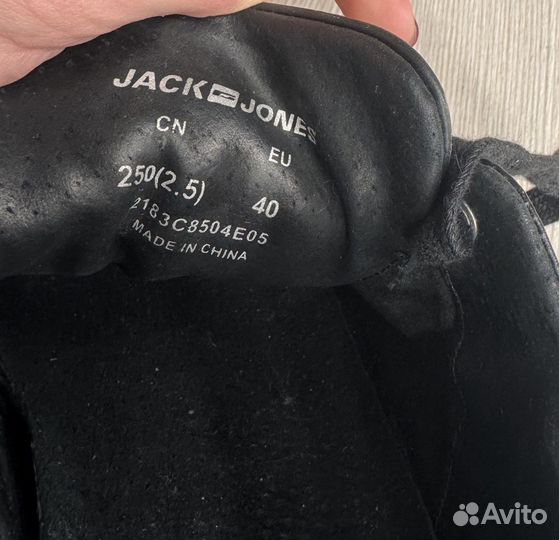 JACK JONES
CN EU
250(2.5) 40
2183C8504E05
MADE IN CHINA
Avito